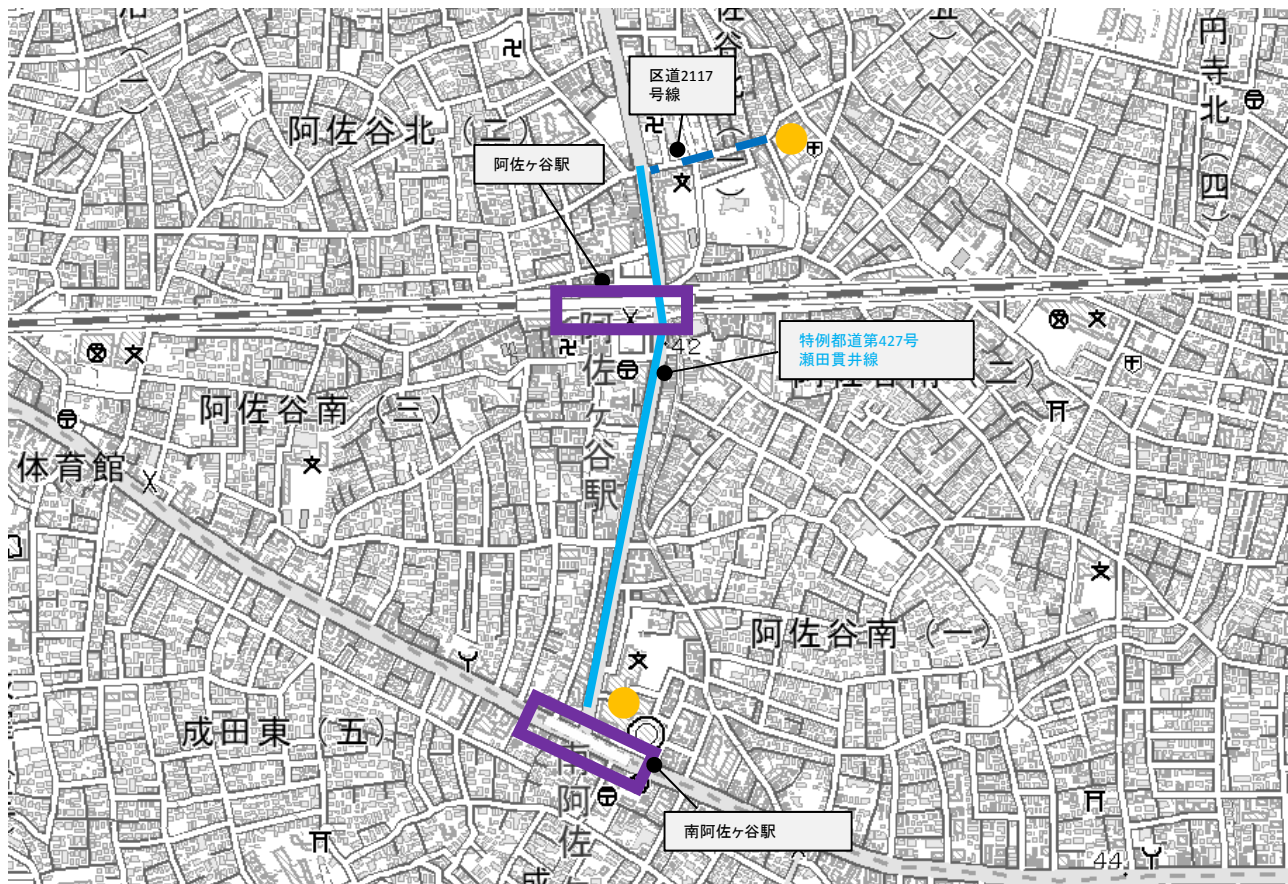 区道2117
号線
阿佐谷北(二)
阿佐ヶ谷駅
円寺北(四)
特例都道第427号
瀬田貫井線
・42
阿佐谷南(三)
阿佐ケ谷駅
体育館
阿佐谷南(一)
成田東(五)
南阿佐
南阿佐ヶ谷駅
44